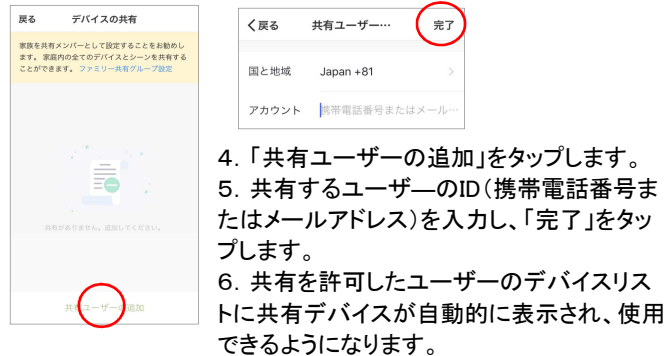 戻る デバイスの共有
家族を共有メンバーとして設定することをお勧めし
ます。 家庭内の全てのデバイスとシーンを共有する
ことができます。 ファミリー共有グループ設定
共有がありません。追加してください。
共有ユーザーの追加
戻る 共有ユーザー… 完了
国と地域 Japan +81
アカウント 携帯電話番号またはメール…
４．「共有ユーザーの追加」をタップします。
５．共有するユーザ―のID（携帯電話番号ま
たはメールアドレス）を入力し、「完了」をタッ
プします。
６．共有を許可したユーザーのデバイスリス
トに共有デバイスが自動的に表示され、使用
できるようになります。